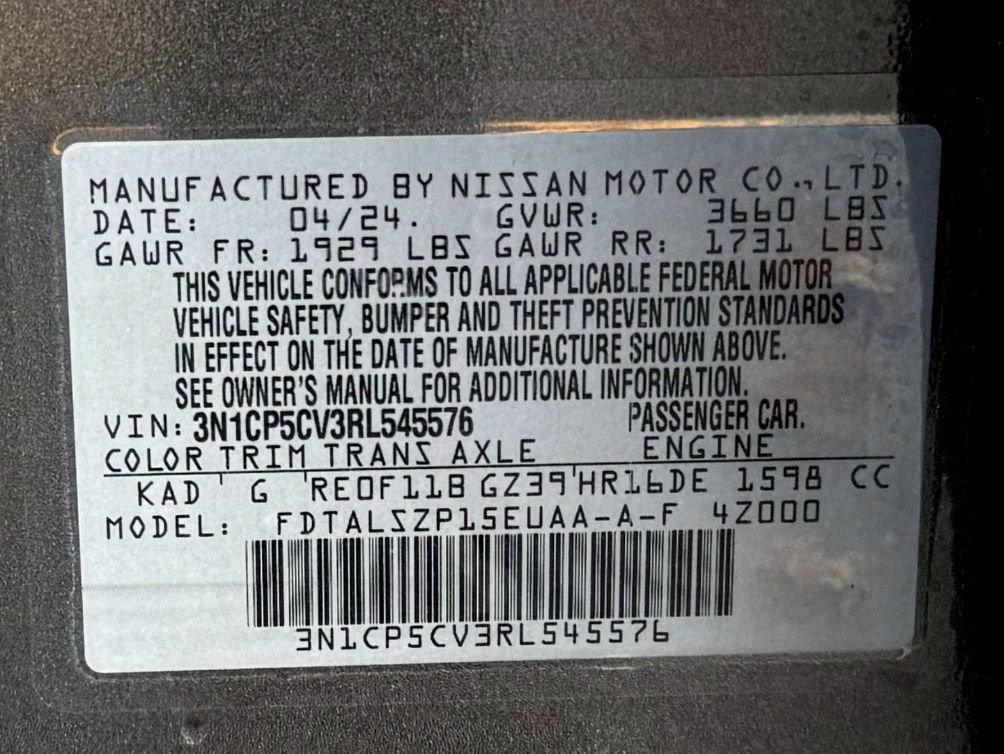 MANUFACTURED BY NISSAN MOTOR CO., LTD.
DATE: 04/24. GVWR: 3660 LBS
GAWR FR: 1929 LBS GAWR RR: 1731 LBS
THIS VEHICLE CONFORMS TO ALL APPLICABLE FEDERAL MOTOR
VEHICLE SAFETY, BUMPER AND THEFT PREVENTION STANDARDS
IN EFFECT ON THE DATE OF MANUFACTURE SHOWN ABOVE.
SEE OWNER'S MANUAL FOR ADDITIONAL INFORMATION.
VIN: 3N1CP5CV3RL545576 PASSENGER CAR.
COLOR TRIM TRANS AXLE ENGINE
KAD ' G 'RE0F11B GZ39'HR16DE 1598 CC
MODEL: FDTALSZP15EUAA-A-F 4Z000
3N1CP5CV3RL545576